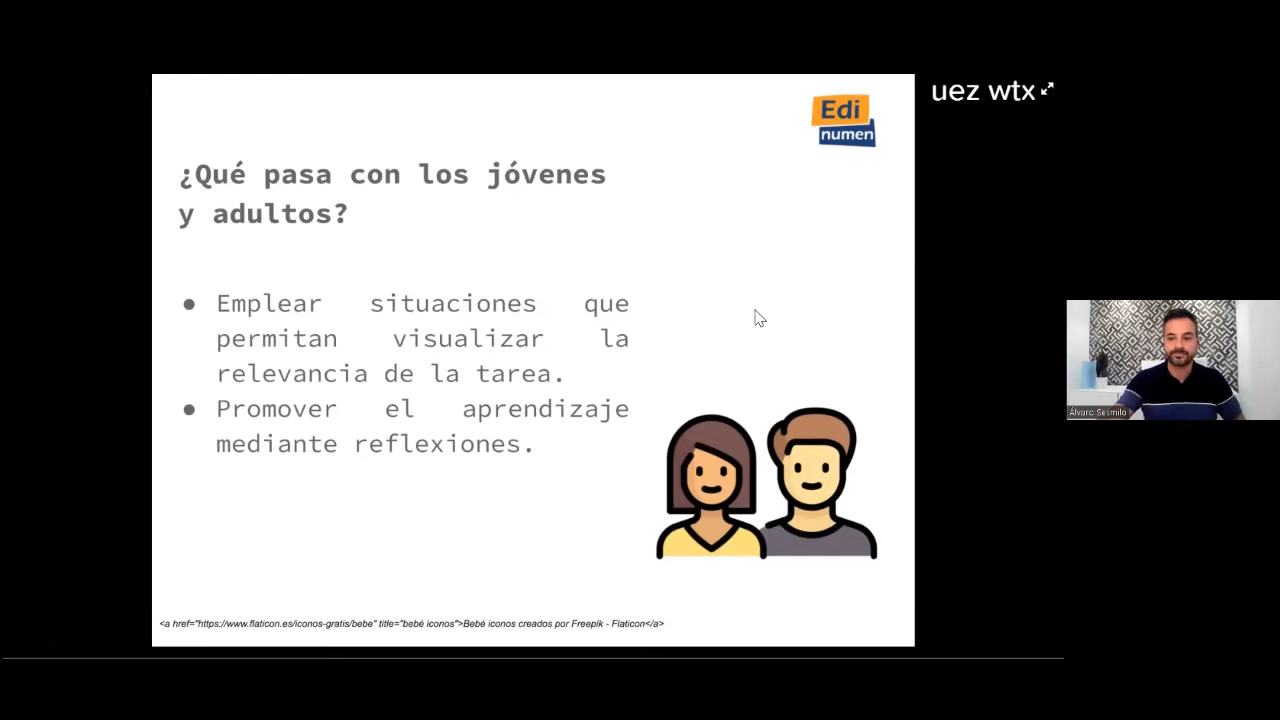 Edi
numen
uez wtx
¿Qué pasa con los jóvenes
y adultos?
● Emplear situaciones que
permitan visualizar la
relevancia de la tarea.
● Promover el aprendizaje
mediante reflexiones.
Álvaro Sesmilo
<a href="https://www.flaticon.es/iconos-gratis/bebe" title="bebé iconos">Bebé iconos creados por Freepik - Flaticon</a>